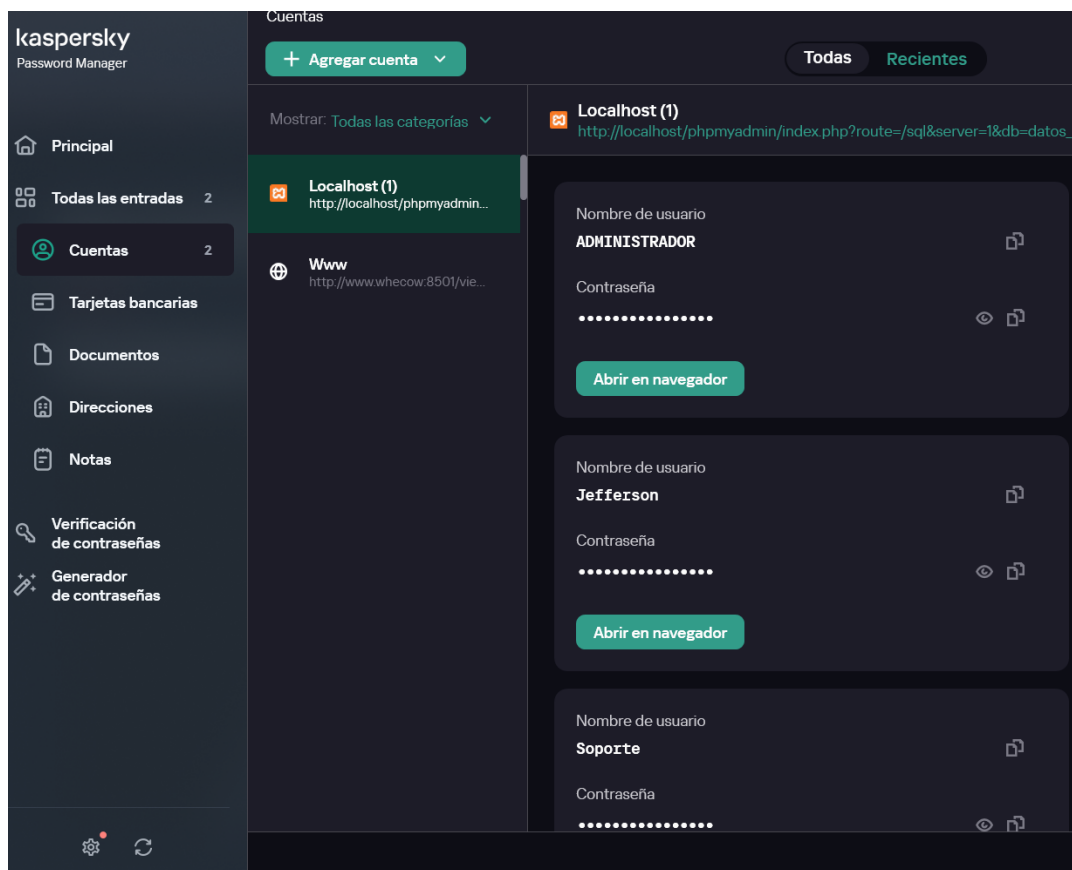 kaspersky
Password Manager
Principal
Todas las entradas 2
Cuentas 2
Tarjetas bancarias
Documentos
Direcciones
Notas
Verificación
de contraseñas
Generador
de contraseñas
Cuentas
Agregar cuenta
Todas Recientes
Mostrar: Todas las categorías
Localhost (1)
http://localhost/phpmyadmin...
Www
http://www.whecow:8501/vie...
Localhost (1)
http://localhost/phpmyadmin/index.php?route=/sql&server=1&db=datos_
Nombre de usuario
ADMINISTRADOR
Contraseña
••••••••••••••••
Abrir en navegador
Nombre de usuario
Jefferson
Contraseña
••••••••••••••••
Abrir en navegador
Nombre de usuario
Soporte
Contraseña
••••••••••••••••